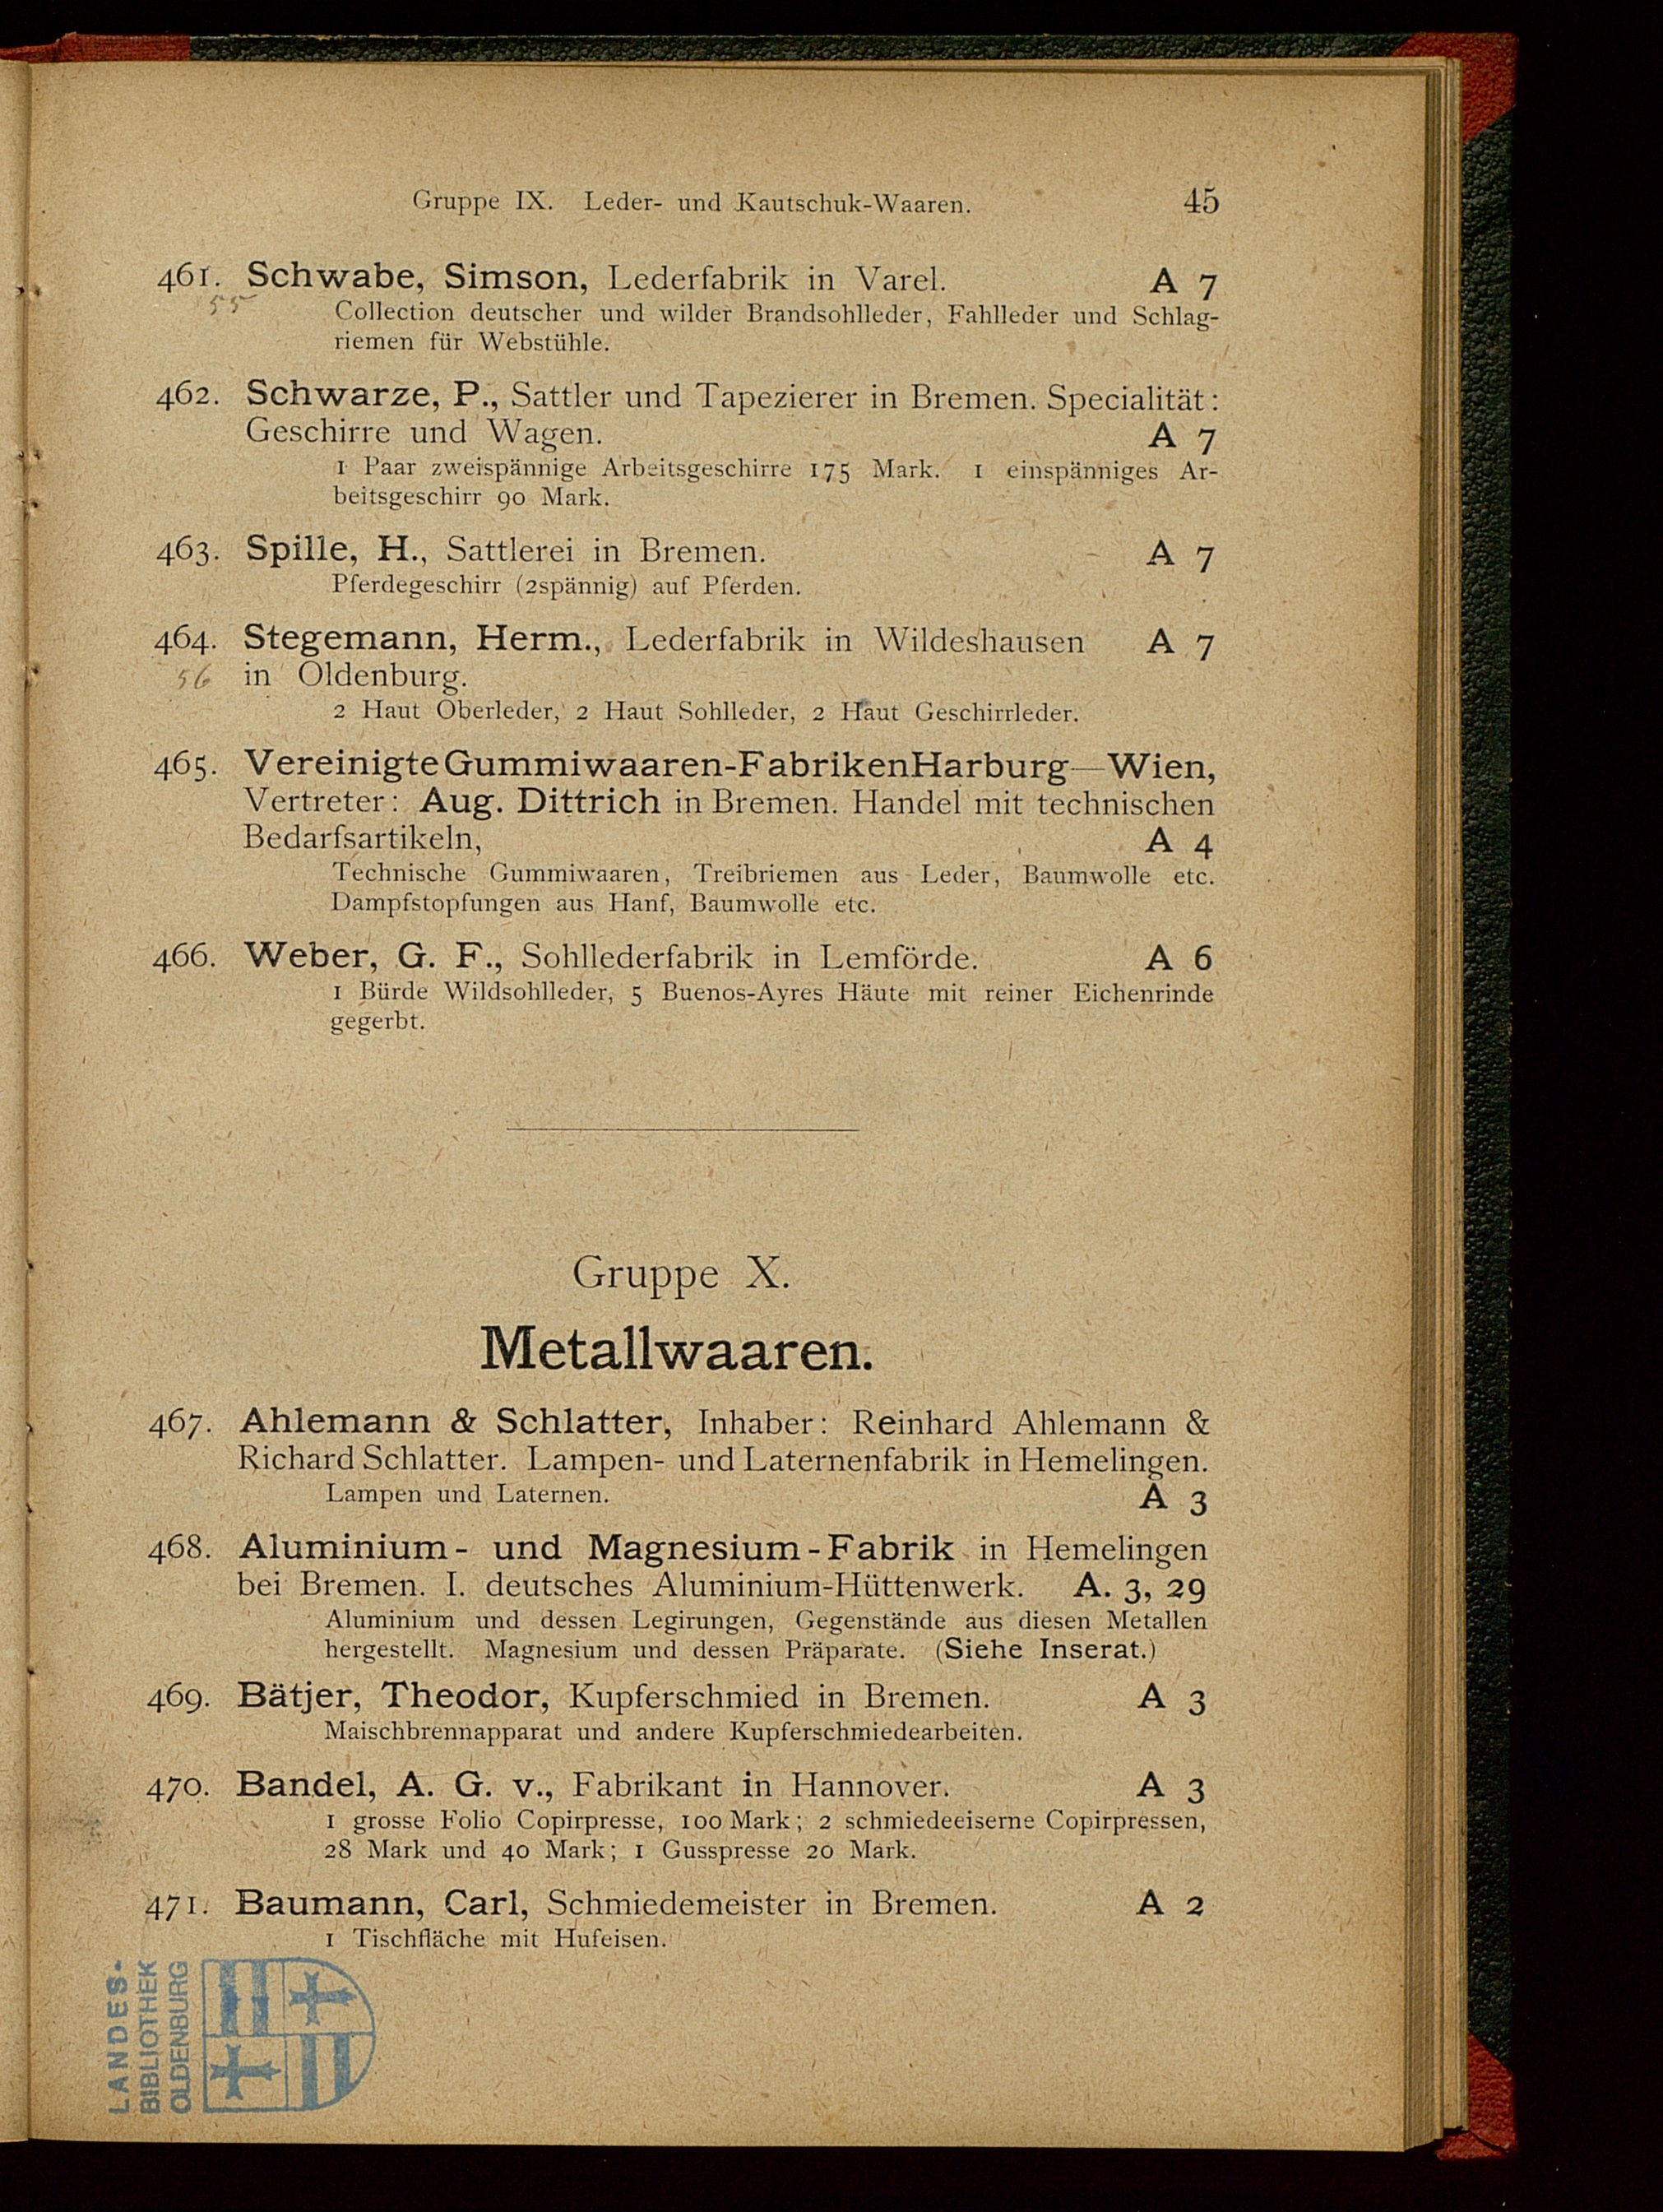 Gruppe IX. Leder- und Kautschuk-Waaren. 45
461. Schwabe, Simson, Lederfabrik in Varel. A 7
55
Collection deutscher und wilder Brandsohlleder, Fahlleder und Schlag-
riemen für Webstühle.
462. Schwarze, P., Sattler und Tapezierer in Bremen. Specialität:
Geschirre und Wagen. A 7
1 Paar zweispännige Arbeitsgeschirre 175 Mark. 1 einspänniges Ar-
beitsgeschirr 90 Mark.
463. Spille, H., Sattlerei in Bremen. A 7
Pferdegeschirr (2spännig) auf Pferden.
464. Stegemann, Herm., Lederfabrik in Wildeshausen A 7
56 in Oldenburg.
2 Haut Oberleder, 2 Haut Sohlleder, 2 Haut Geschirrleder.
465. Vereinigte Gummiwaaren-Fabriken Harburg—Wien,
Vertreter: Aug. Dittrich in Bremen. Handel mit technischen
Bedarfsartikeln, A 4
Technische Gummiwaaren, Treibriemen aus Leder, Baumwolle etc.
Dampfstopfungen aus Hanf, Baumwolle etc.
466. Weber, G. F., Sohllederfabrik in Lemförde. A 6
1 Bürde Wildsohlleder, 5 Buenos-Ayres Häute mit reiner Eichenrinde
gegerbt.
Gruppe X.
Metallwaaren.
467. Ahlemann & Schlatter, Inhaber: Reinhard Ahlemann &
Richard Schlatter. Lampen- und Laternenfabrik in Hemelingen.
Lampen und Laternen. A 3
468. Aluminium- und Magnesium-Fabrik in Hemelingen
bei Bremen. I. deutsches Aluminium-Hüttenwerk. A. 3, 29
Aluminium und dessen Legirungen, Gegenstände aus diesen Metallen
hergestellt. Magnesium und dessen Präparate. (Siehe Inserat.)
469. Bätjer, Theodor, Kupferschmied in Bremen. A 3
Maischbrennapparat und andere Kupferschmiedearbeiten.
470. Bandel, A. G. v., Fabrikant in Hannover. A 3
1 grosse Folio Copirpresse, 100 Mark; 2 schmiedeeiserne Copirpressen,
28 Mark und 40 Mark; 1 Gusspresse 20 Mark.
471. Baumann, Carl, Schmiedemeister in Bremen. A 2
1 Tischfläche mit Hufeisen.
LANDES-
BIBLIOTHEK
OLDENBURG